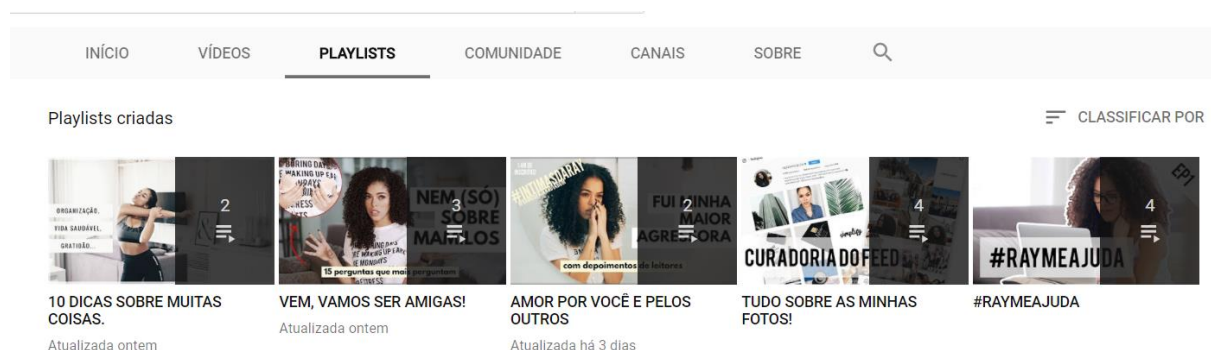 INÍCIO VÍDEOS PLAYLISTS COMUNIDADE CANAIS SOBRE
Playlists criadas
CLASSIFICAR POR
ORGANIZAÇÃO,
VIDA SAUDÁVEL,
GRATIDÃO...
2
NEM (SÓ)
SOBRE
15 perguntas que mais perguntam
3
#INTIMASDARAY
FUI MINHA
MAIOR
AGRESSORA
com depoimentos de leitores
2
CURADORIA DO FEED
4
EP1
#RAYMEAJUDA
4
10 DICAS SOBRE MUITAS
COISAS.
Atualizada ontem
VEM, VAMOS SER AMIGAS!
Atualizada ontem
AMOR POR VOCÊ E PELOS
OUTROS
Atualizada há 3 dias
TUDO SOBRE AS MINHAS
FOTOS!
#RAYMEAJUDA